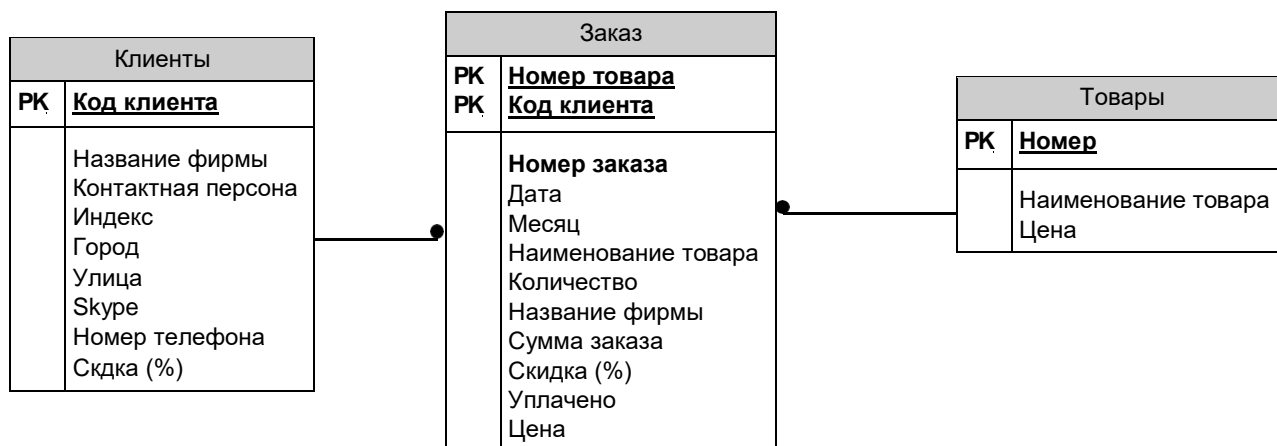 Клиенты
PK Код клиента
Название фирмы
Контактная персона
Индекс
Город
Улица
Skype
Номер телефона
Скдка (%)
Заказ
PK Номер товара
PK Код клиента
Номер заказа
Дата
Месяц
Наименование товара
Количество
Название фирмы
Сумма заказа
Скидка (%)
Уплачено
Цена
Товары
PK Номер
Наименование товара
Цена